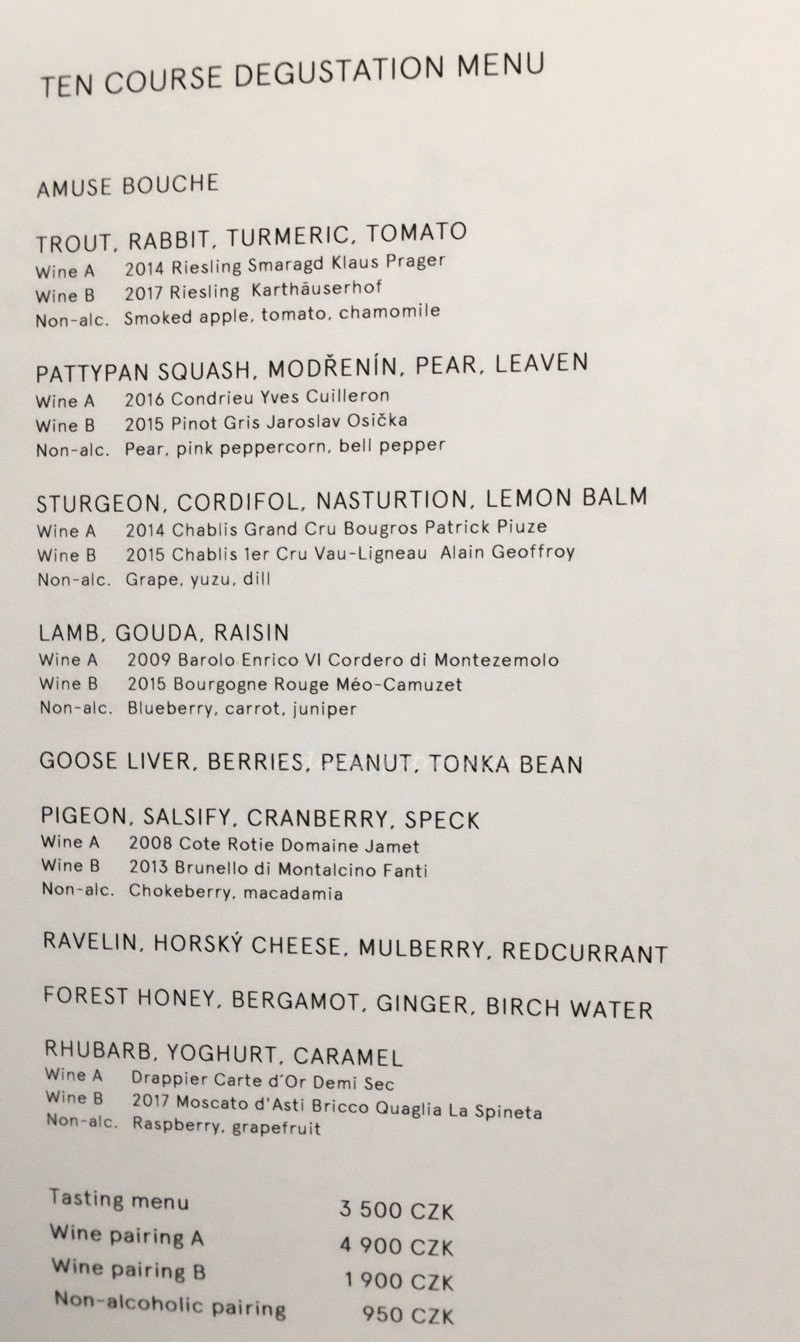 TEN COURSE DEGUSTATION MENU
AMUSE BOUCHE
TROUT, RABBIT, TURMERIC, TOMATO
Wine A 2014 Riesling Smaragd Klaus Prager
Wine B 2017 Riesling Karthäuserhof
Non-alc. Smoked apple, tomato, chamomile
PATTYPAN SQUASH, MODŘENÍN, PEAR, LEAVEN
Wine A 2016 Condrieu Yves Cuilleron
Wine B 2015 Pinot Gris Jaroslav Osička
Non-alc. Pear, pink peppercorn, bell pepper
STURGEON, CORDIFOL, NASTURTION, LEMON BALM
Wine A 2014 Chablis Grand Cru Bougros Patrick Piuze
Wine B 2015 Chablis 1er Cru Vau-Ligneau Alain Geoffroy
Non-alc. Grape, yuzu, dill
LAMB, GOUDA, RAISIN
Wine A 2009 Barolo Enrico VI Cordero di Montezemolo
Wine B 2015 Bourgogne Rouge Méo-Camuzet
Non-alc. Blueberry, carrot, juniper
GOOSE LIVER, BERRIES, PEANUT, TONKA BEAN
PIGEON, SALSIFY, CRANBERRY, SPECK
Wine A 2008 Cote Rotie Domaine Jamet
Wine B 2013 Brunello di Montalcino Fanti
Non-alc. Chokeberry, macadamia
RAVELIN, HORSKÝ CHEESE, MULBERRY, REDCURRANT
FOREST HONEY, BERGAMOT, GINGER, BIRCH WATER
RHUBARB, YOGHURT, CARAMEL
Wine A Drappier Carte d'Or Demi Sec
Wine B 2017 Moscato d'Asti Bricco Quaglia La Spineta
Non-alc. Raspberry, grapefruit
Tasting menu 3 500 CZK
Wine pairing A 4 900 CZK
Wine pairing B 1 900 CZK
Non-alcoholic pairing 950 CZK